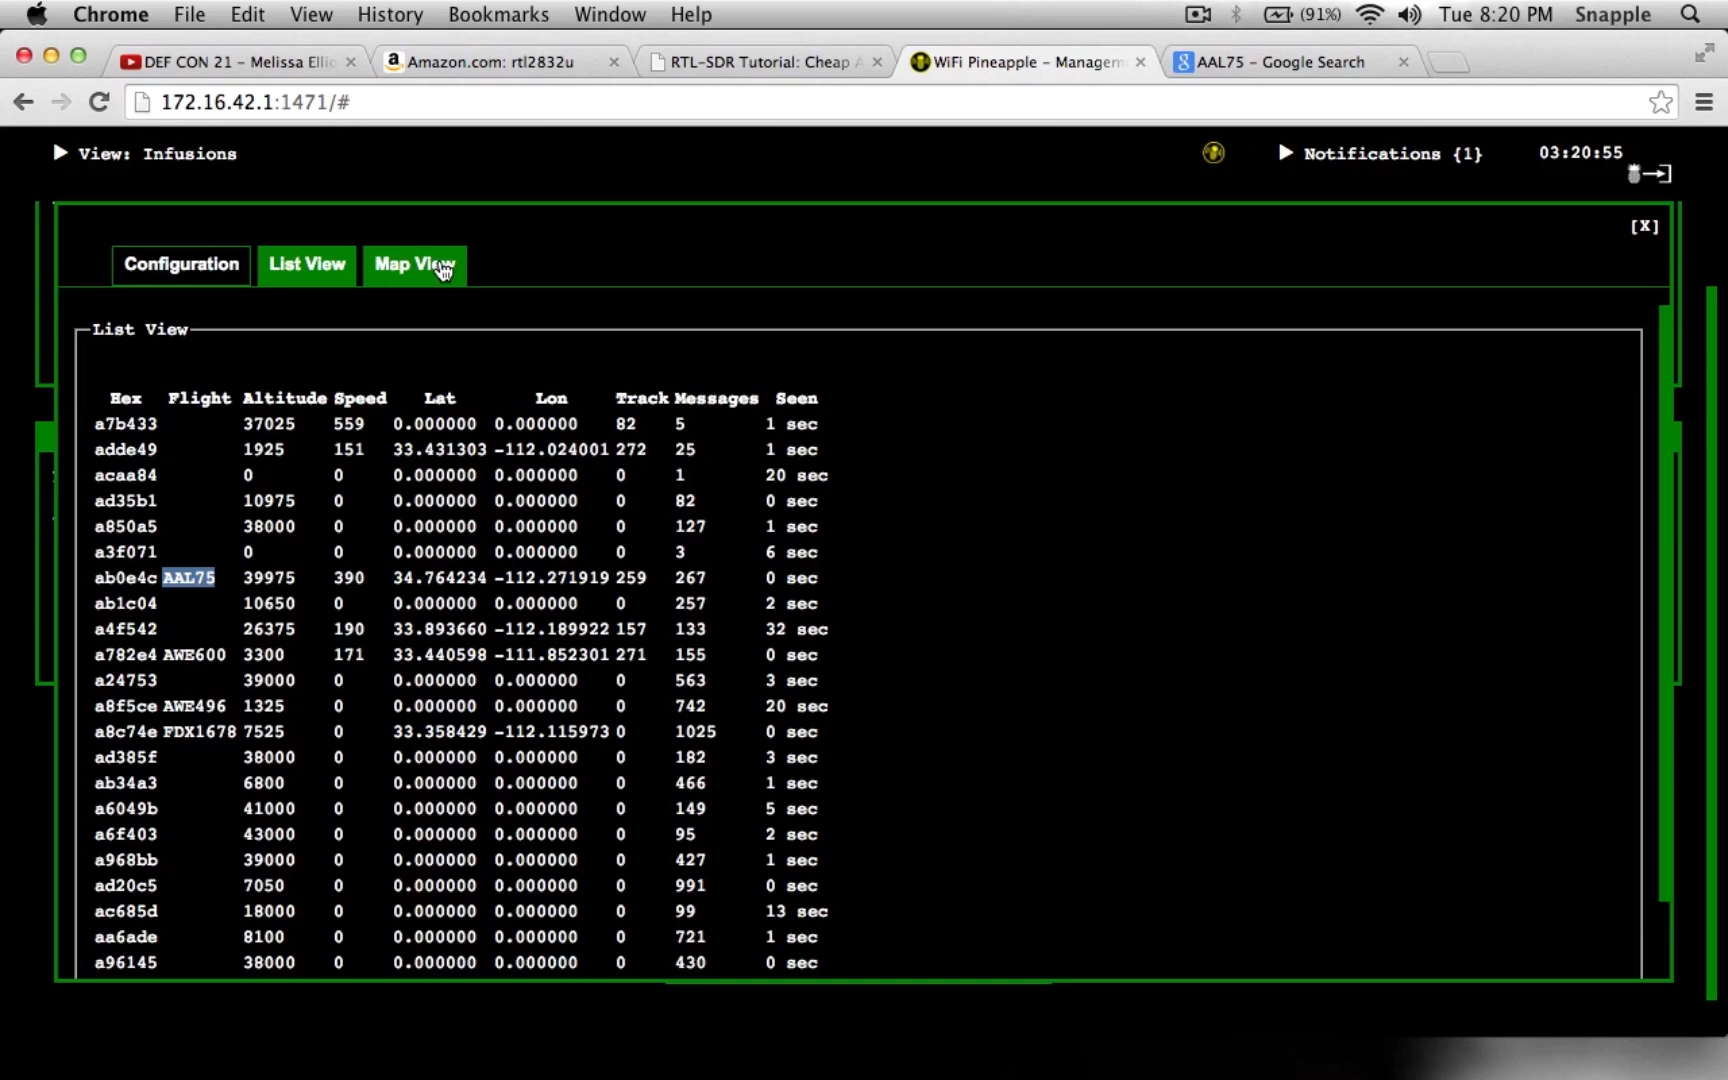 Chrome File Edit View History Bookmarks Window Help (91%) Tue 8:20 PM Snapple
DEF CON 21 – Melissa Ellio Amazon.com: rtl2832u RTL-SDR Tutorial: Cheap A WiFi Pineapple – Managem AAL75 – Google Search
172.16.42.1:1471/#
View: Infusions Notifications {1} 03:20:55
[X]
Configuration List View Map View
List View
Hex Flight Altitude Speed Lat Lon Track Messages Seen
a7b433 37025 559 0.000000 0.000000 82 5 1 sec
adde49 1925 151 33.431303 -112.024001 272 25 1 sec
acaa84 0 0 0.000000 0.000000 0 1 20 sec
ad35b1 10975 0 0.000000 0.000000 0 82 0 sec
a850a5 38000 0 0.000000 0.000000 0 127 1 sec
a3f071 0 0 0.000000 0.000000 0 3 6 sec
ab0e4c AAL75 39975 390 34.764234 -112.271919 259 267 0 sec
ab1c04 10650 0 0.000000 0.000000 0 257 2 sec
a4f542 26375 190 33.893660 -112.189922 157 133 32 sec
a782e4 AWE600 3300 171 33.440598 -111.852301 271 155 0 sec
a24753 39000 0 0.000000 0.000000 0 563 3 sec
a8f5ce AWE496 1325 0 0.000000 0.000000 0 742 20 sec
a8c74e FDX1678 7525 0 33.358429 -112.115973 0 1025 0 sec
ad385f 38000 0 0.000000 0.000000 0 182 3 sec
ab34a3 6800 0 0.000000 0.000000 0 466 1 sec
a6049b 41000 0 0.000000 0.000000 0 149 5 sec
a6f403 43000 0 0.000000 0.000000 0 95 2 sec
a968bb 39000 0 0.000000 0.000000 0 427 1 sec
ad20c5 7050 0 0.000000 0.000000 0 991 0 sec
ac685d 18000 0 0.000000 0.000000 0 99 13 sec
aa6ade 8100 0 0.000000 0.000000 0 721 1 sec
a96145 38000 0 0.000000 0.000000 0 430 0 sec